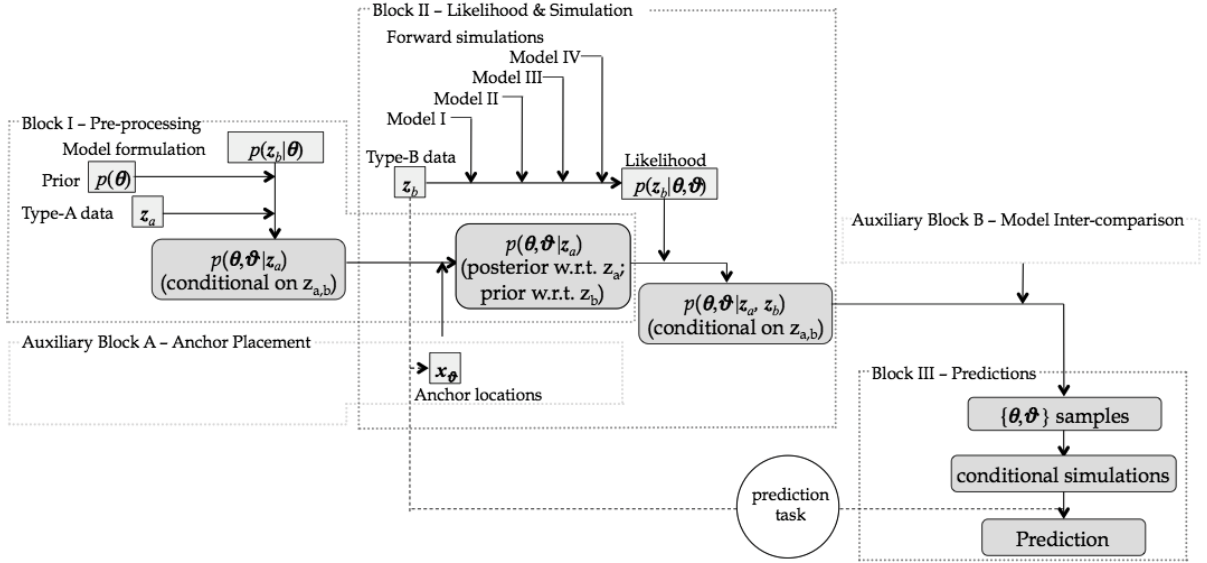 Block II – Likelihood & Simulation
Forward simulations
Model IV
Model III
Model II
Model I
Block I – Pre-processing
Model formulation
p(z_b|θ)
Prior
p(θ)
Type-A data
z_a
p(θ,ϑ|z_a)
(conditional on z_a,b)
Type-B data
z_b
Likelihood
p(z_b|θ,ϑ)
p(θ,ϑ|z_a)
(posterior w.r.t. z_a;
prior w.r.t. z_b)
p(θ,ϑ|z_a, z_b)
(conditional on z_a,b)
Auxiliary Block B – Model Inter-comparison
Auxiliary Block A – Anchor Placement
x_ϑ
Anchor locations
Block III – Predictions
{θ,ϑ} samples
conditional simulations
Prediction
prediction
task